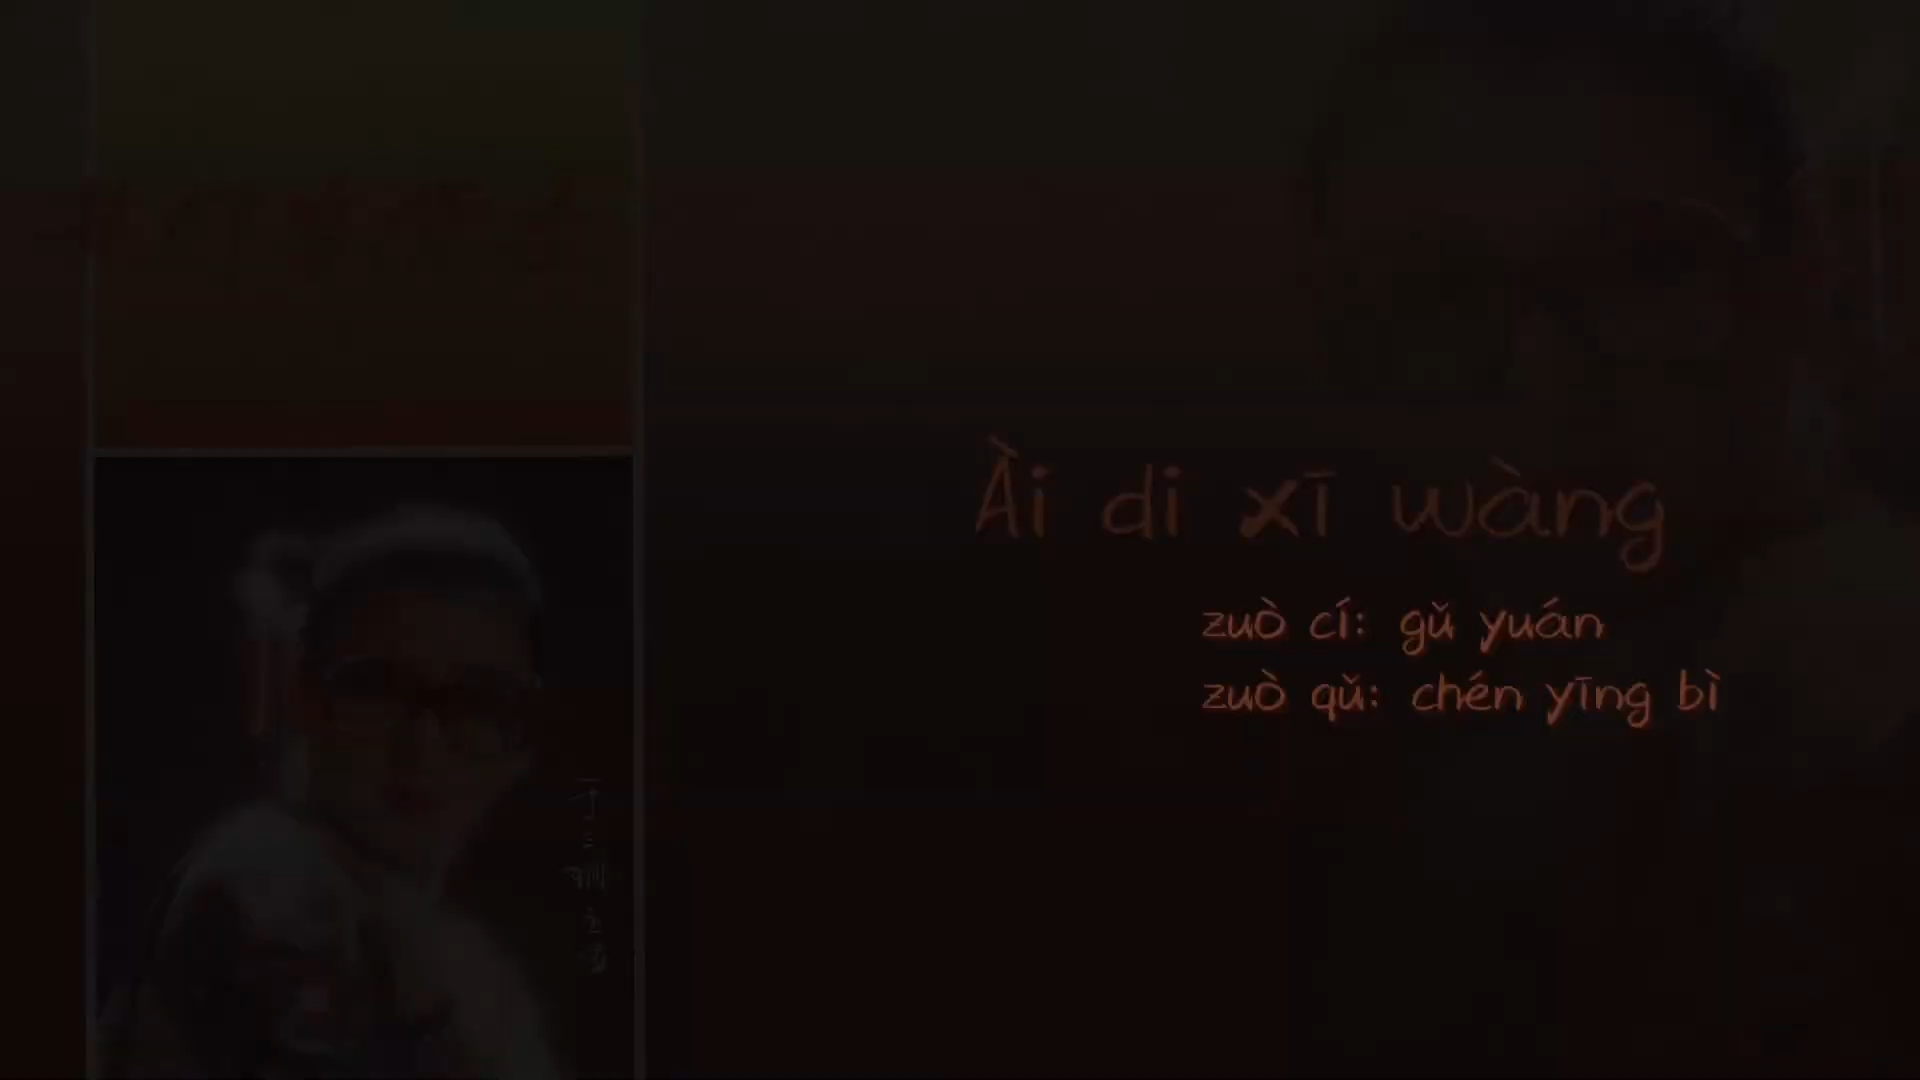 Ài di xī wàng
zuò cí: gǔ yuán
zuò qǔ: chén yīng bì